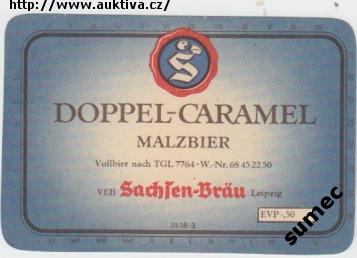 http://www.auktiva.cz/
S
DOPPEL-CARAMEL
MALZBIER
Vollbier nach TGL 7764 · W.-Nr. 68 45 22 50
VEB Sachsen-Bräu Leipzig
EVP -,50
III-18-3
sumec